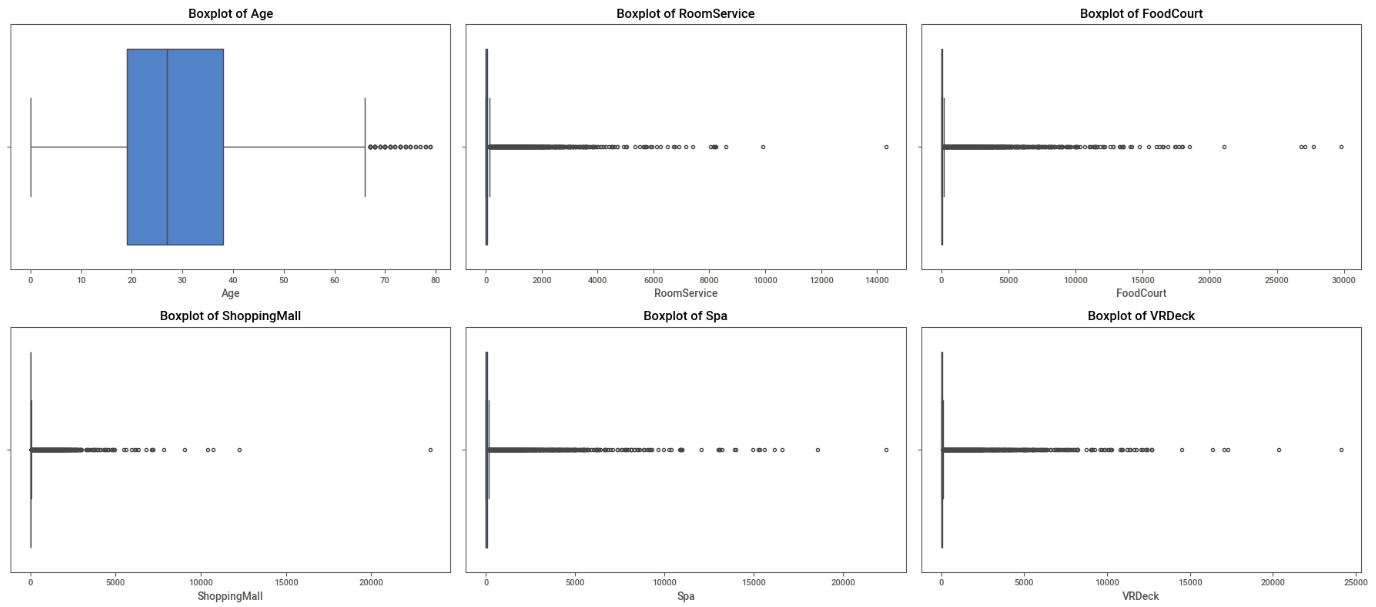 Boxplot of Age
Boxplot of RoomService
Boxplot of FoodCourt
0 10 20 30 40 50 60 70 80
0 2000 4000 6000 8000 10000 12000 14000
0 5000 10000 15000 20000 25000 30000
Age
RoomService
FoodCourt
Boxplot of ShoppingMall
Boxplot of Spa
Boxplot of VRDeck
0 5000 10000 15000 20000
0 5000 10000 15000 20000
0 5000 10000 15000 20000 25000
ShoppingMall
Spa
VRDeck